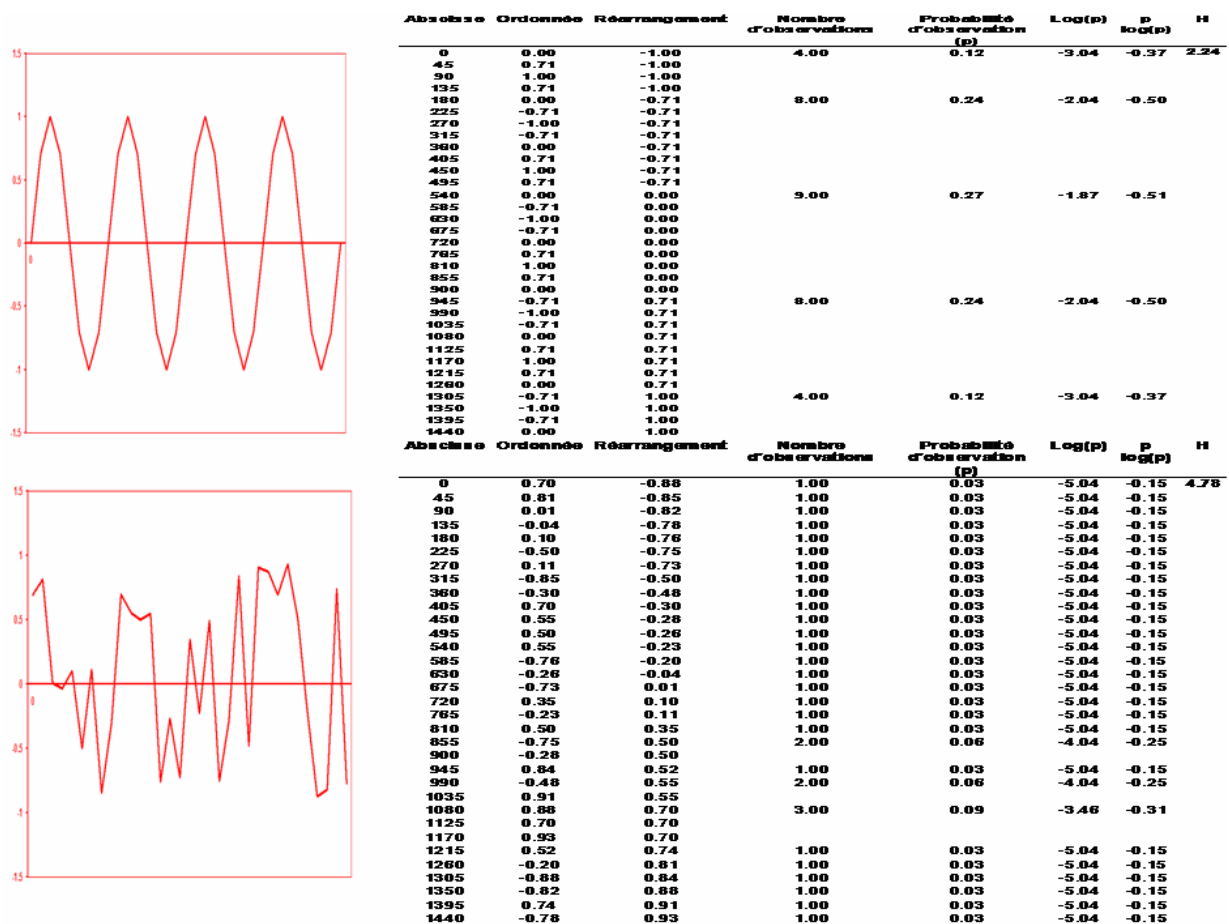 Abscisse Ordonnée Réarrangement Nombre d'observations Probabilité d'observation (p) Log(p) p log(p) H
0 0.00 -1.00 4.00 0.12 -3.04 -0.37 2.24
45 0.71 -1.00
90 1.00 -1.00
135 0.71 -1.00
180 0.00 -0.71 8.00 0.24 -2.04 -0.50
225 -0.71 -0.71
270 -1.00 -0.71
315 -0.71 -0.71
360 0.00 -0.71
405 0.71 -0.71
450 1.00 -0.71
495 0.71 -0.71
540 0.00 0.00 9.00 0.27 -1.87 -0.51
585 -0.71 0.00
630 -1.00 0.00
675 -0.71 0.00
720 0.00 0.00
765 0.71 0.00
810 1.00 0.00
855 0.71 0.00
900 0.00 0.00
945 -0.71 0.71 8.00 0.24 -2.04 -0.50
990 -1.00 0.71
1035 -0.71 0.71
1080 0.00 0.71
1125 0.71 0.71
1170 1.00 0.71
1215 0.71 0.71
1260 0.00 0.71
1305 -0.71 1.00 4.00 0.12 -3.04 -0.37
1350 -1.00 1.00
1395 -0.71 1.00
1440 0.00 1.00
1.5
1
0.5
0
0
-0.5
-1
-1.5
Abscisse Ordonnée Réarrangement Nombre d'observations Probabilité d'observation (p) Log(p) p log(p) H
0 0.70 -0.88 1.00 0.03 -5.04 -0.15 4.78
45 0.81 -0.85 1.00 0.03 -5.04 -0.15
90 0.01 -0.82 1.00 0.03 -5.04 -0.15
135 -0.04 -0.78 1.00 0.03 -5.04 -0.15
180 0.10 -0.76 1.00 0.03 -5.04 -0.15
225 -0.50 -0.75 1.00 0.03 -5.04 -0.15
270 0.11 -0.73 1.00 0.03 -5.04 -0.15
315 -0.85 -0.50 1.00 0.03 -5.04 -0.15
360 -0.30 -0.48 1.00 0.03 -5.04 -0.15
405 0.70 -0.30 1.00 0.03 -5.04 -0.15
450 0.55 -0.28 1.00 0.03 -5.04 -0.15
495 0.50 -0.26 1.00 0.03 -5.04 -0.15
540 0.55 -0.23 1.00 0.03 -5.04 -0.15
585 -0.76 -0.20 1.00 0.03 -5.04 -0.15
630 -0.26 -0.04 1.00 0.03 -5.04 -0.15
675 -0.73 0.01 1.00 0.03 -5.04 -0.15
720 0.35 0.10 1.00 0.03 -5.04 -0.15
765 -0.23 0.11 1.00 0.03 -5.04 -0.15
810 0.50 0.35 1.00 0.03 -5.04 -0.15
855 -0.75 0.50 2.00 0.06 -4.04 -0.25
900 -0.28 0.50
945 0.84 0.52 1.00 0.03 -5.04 -0.15
990 -0.48 0.55 2.00 0.06 -4.04 -0.25
1035 0.91 0.55
1080 0.88 0.70 3.00 0.09 -3.46 -0.31
1125 0.70 0.70
1170 0.93 0.70
1215 0.52 0.74 1.00 0.03 -5.04 -0.15
1260 -0.20 0.81 1.00 0.03 -5.04 -0.15
1305 -0.88 0.84 1.00 0.03 -5.04 -0.15
1350 -0.82 0.88 1.00 0.03 -5.04 -0.15
1395 0.74 0.91 1.00 0.03 -5.04 -0.15
1440 -0.78 0.93 1.00 0.03 -5.04 -0.15
1.5
1
0.5
0
0
-0.5
-1
-1.5